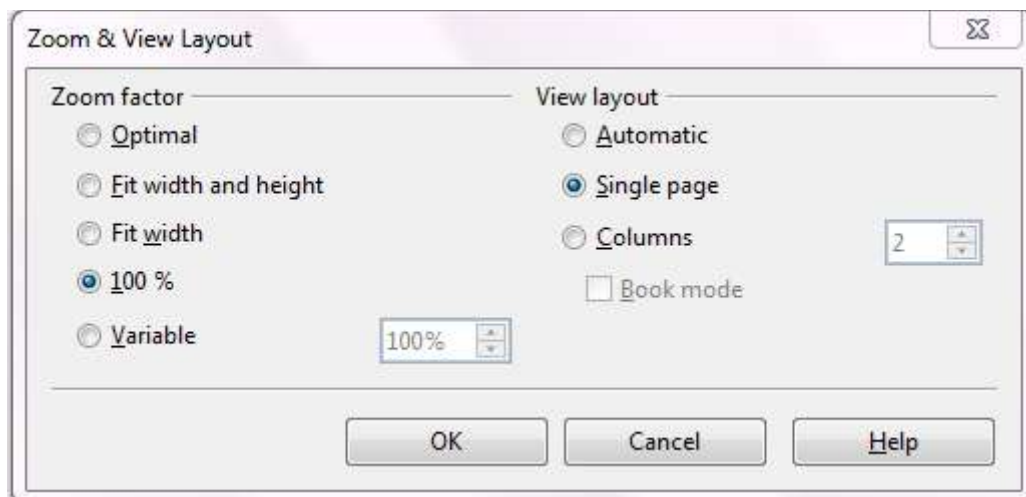 Zoom & View Layout
Zoom factor
Optimal
Fit width and height
Fit width
100 %
Variable 100%
View layout
Automatic
Single page
Columns 2
Book mode
OK Cancel Help